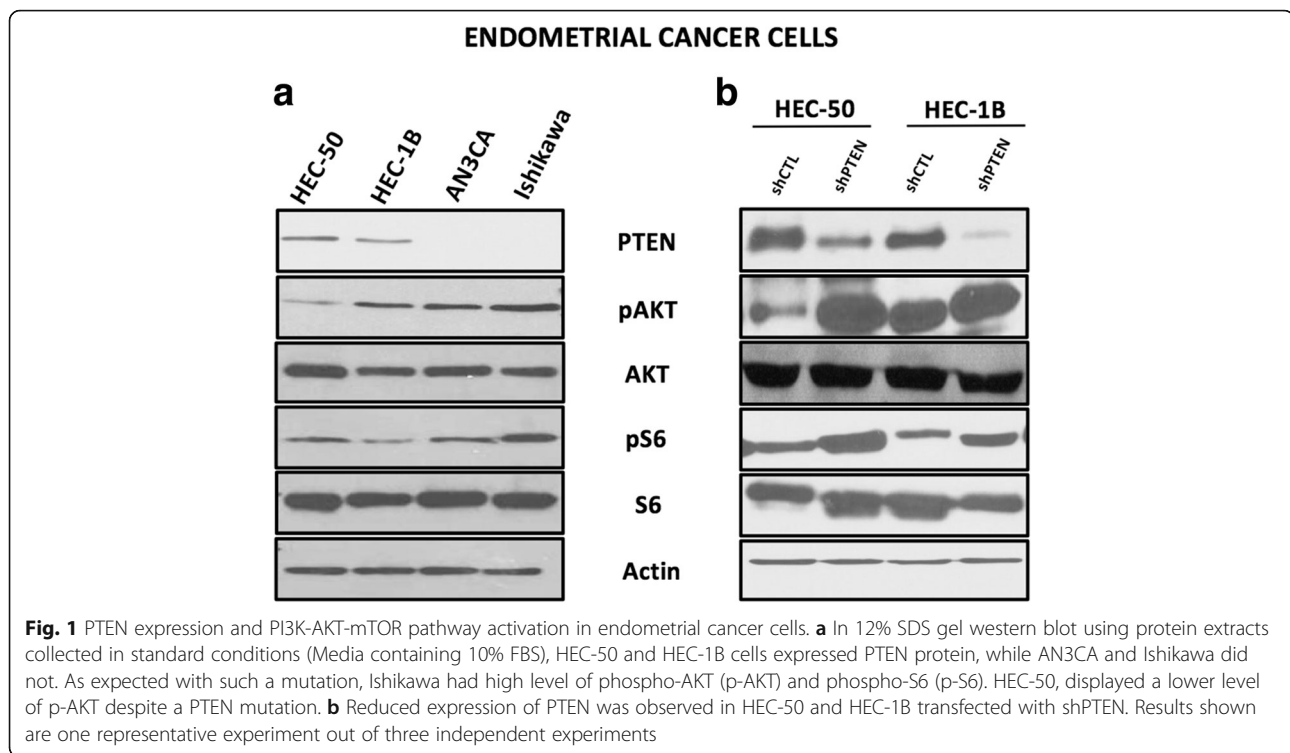 ENDOMETRIAL CANCER CELLS
a
HEC-50 HEC-1B AN3CA Ishikawa
b
HEC-50 HEC-1B
shCTL shPTEN shCTL shPTEN
PTEN
pAKT
AKT
pS6
S6
Actin
Fig. 1 PTEN expression and PI3K-AKT-mTOR pathway activation in endometrial cancer cells. a In 12% SDS gel western blot using protein extracts
collected in standard conditions (Media containing 10% FBS), HEC-50 and HEC-1B cells expressed PTEN protein, while AN3CA and Ishikawa did
not. As expected with such a mutation, Ishikawa had high level of phospho-AKT (p-AKT) and phospho-S6 (p-S6). HEC-50, displayed a lower level
of p-AKT despite a PTEN mutation. b Reduced expression of PTEN was observed in HEC-50 and HEC-1B transfected with shPTEN. Results shown
are one representative experiment out of three independent experiments